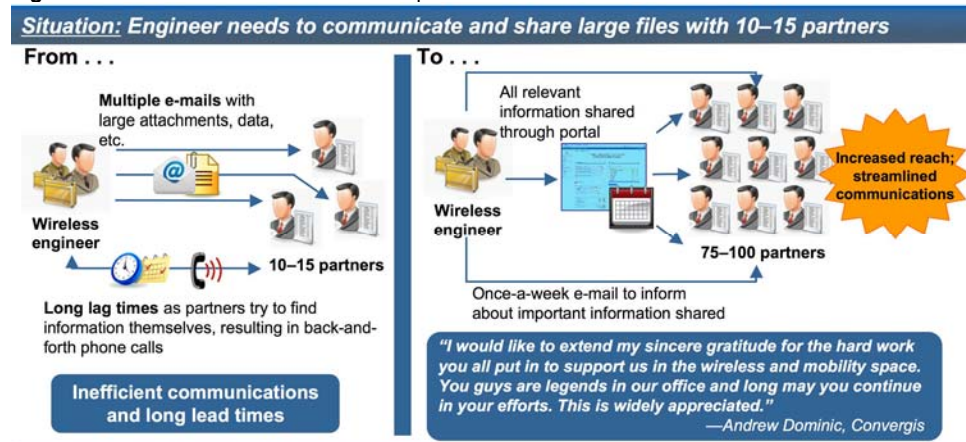 Situation: Engineer needs to communicate and share large files with 10–15 partners
From . . .
Multiple e-mails with
large attachments, data,
etc.
@
Wireless
engineer
10–15 partners
Long lag times as partners try to find
information themselves, resulting in back-and-
forth phone calls
Inefficient communications
and long lead times
To . . .
All relevant
information shared
through portal
Wireless
engineer
75–100 partners
Increased reach;
streamlined
communications
Once-a-week e-mail to inform
about important information shared
“I would like to extend my sincere gratitude for the hard work
you all put in to support us in the wireless and mobility space.
You guys are legends in our office and long may you continue
in your efforts. This is widely appreciated.”
—Andrew Dominic, Convergis